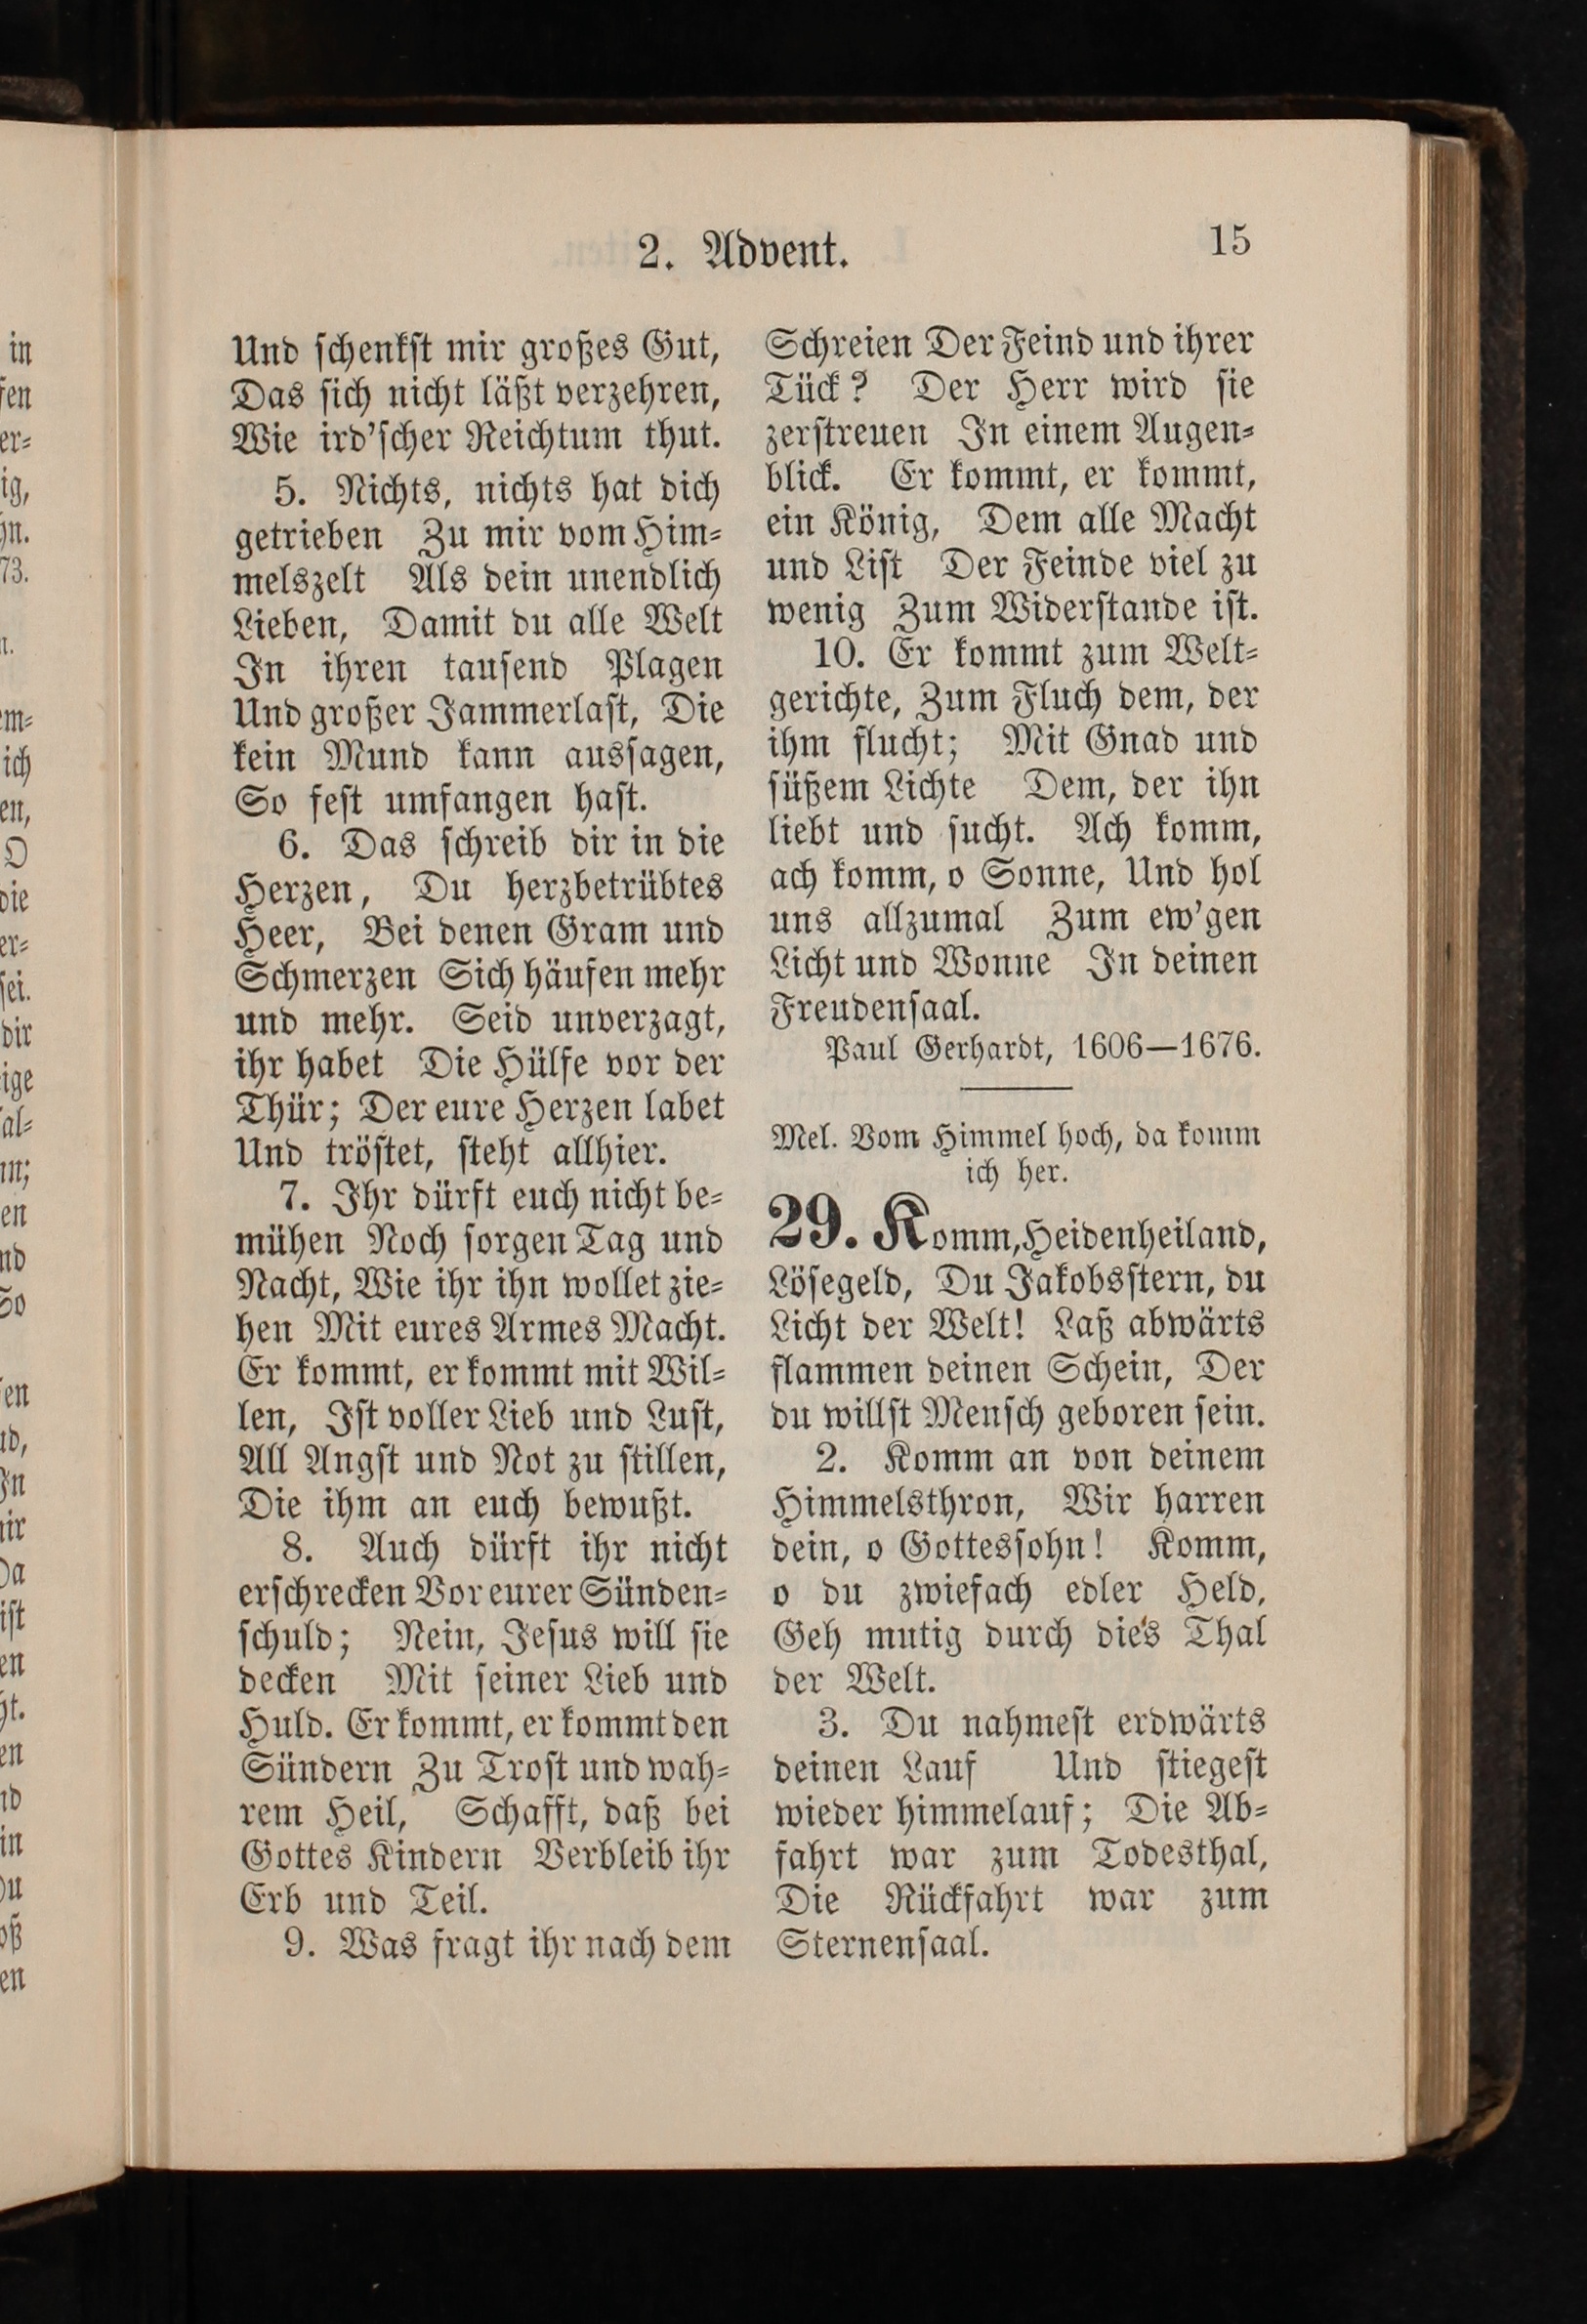 2. Advent.
15
Und schenkst mir großes Gut,
Das sich nicht läßt verzehren,
Wie ird'scher Reichtum thut.
5. Nichts, nichts hat dich
getrieben Zu mir vom Him-
melszelt Als dein unendlich
Lieben, Damit du alle Welt
In ihren tausend Plagen
Und großer Jammerlast, Die
kein Mund kann aussagen,
So fest umfangen hast.
6. Das schreib dir in die
Herzen, Du herzbetrübtes
Heer, Bei denen Gram und
Schmerzen Sich häufen mehr
und mehr. Seid unverzagt,
ihr habet Die Hülfe vor der
Thür; Der eure Herzen labet
Und tröstet, steht allhier.
7. Ihr dürft euch nicht be-
mühen Noch sorgen Tag und
Nacht, Wie ihr ihn wollet zie-
hen Mit eures Armes Macht.
Er kommt, er kommt mit Wil-
len, Ist voller Lieb und Lust,
All Angst und Not zu stillen,
Die ihm an euch bewußt.
8. Auch dürft ihr nicht
erschrecken Vor eurer Sünden-
schuld; Nein, Jesus will sie
decken Mit seiner Lieb und
Huld. Er kommt, er kommt den
Sündern Zu Trost und wah-
rem Heil, Schafft, daß bei
Gottes Kindern Verbleib ihr
Erb und Teil.
9. Was fragt ihr nach dem
Schreien Der Feind und ihrer
Tück? Der Herr wird sie
zerstreuen In einem Augen-
blick. Er kommt, er kommt,
ein König, Dem alle Macht
und List Der Feinde viel zu
wenig Zum Widerstande ist.
10. Er kommt zum Welt-
gerichte, Zum Fluch dem, der
ihm flucht; Mit Gnad und
süßem Lichte Dem, der ihn
liebt und sucht. Ach komm,
ach komm, o Sonne, Und hol
uns allzumal Zum ew'gen
Licht und Wonne In deinen
Freudensaal.
Paul Gerhardt, 1606—1676.
Mel. Vom Himmel hoch, da komm
ich her.
29. Komm, Heidenheiland,
Lösegeld, Du Jakobsstern, du
Licht der Welt! Laß abwärts
flammen deinen Schein, Der
du willst Mensch geboren sein.
2. Komm an von deinem
Himmelsthron, Wir harren
dein, o Gottessohn! Komm,
o du zwiefach edler Held,
Geh mutig durch dies Thal
der Welt.
3. Du nahmest erdwärts
deinen Lauf Und stiegest
wieder himmelauf; Die Ab-
fahrt war zum Todesthal,
Die Rückfahrt war zum
Sternensaal.